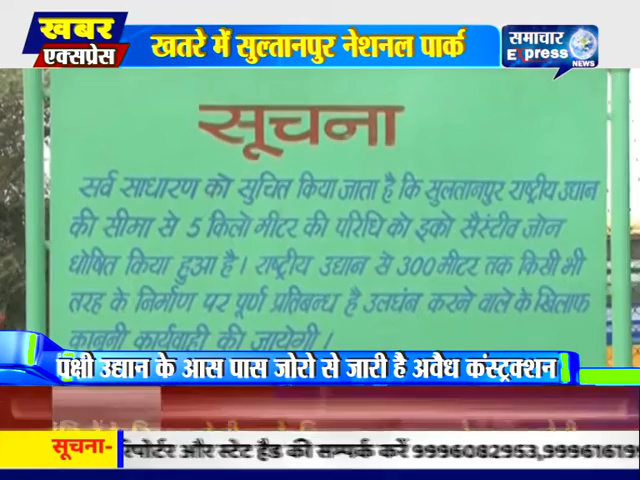 खबर
एक्सप्रेस
खतरे में सुल्तानपुर नेशनल पार्क
समाचार
Express
NEWS
सूचना
सर्व साधारण को सुचित किया जाता है कि सुलतानपुर राष्ट्रीय उद्यान
की सीमा से 5 किलो मीटर की परिधि को इको सैस्टीव जोन
घोषित किया हुआ है। राष्ट्रीय उद्यान से 300 मीटर तक किसी भी
तरह के निर्माण पर पूर्ण प्रतिबन्ध है उलघंन करने वाले के खिलाफ
कानूनी कार्यवाही की जायेगी।
पंक्षी उद्यान के आस पास जोरो से जारी है अवैध कंस्ट्रक्शन
सूचना-
रिपोर्टर और स्टेट हैड की सम्पर्क करें 9996082953,999616199